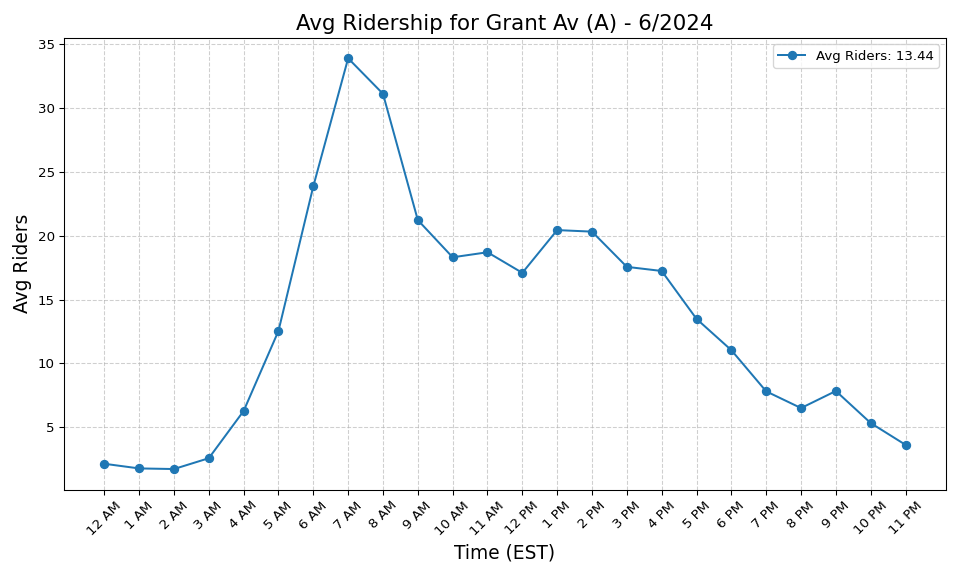 Avg Ridership for Grant Av (A) - 6/2024
Avg Riders: 13.44
Avg Riders
35
30
25
20
15
10
5
12 AM
1 AM
2 AM
3 AM
4 AM
5 AM
6 AM
7 AM
8 AM
9 AM
10 AM
11 AM
12 PM
1 PM
2 PM
3 PM
4 PM
5 PM
6 PM
7 PM
8 PM
9 PM
10 PM
11 PM
Time (EST)